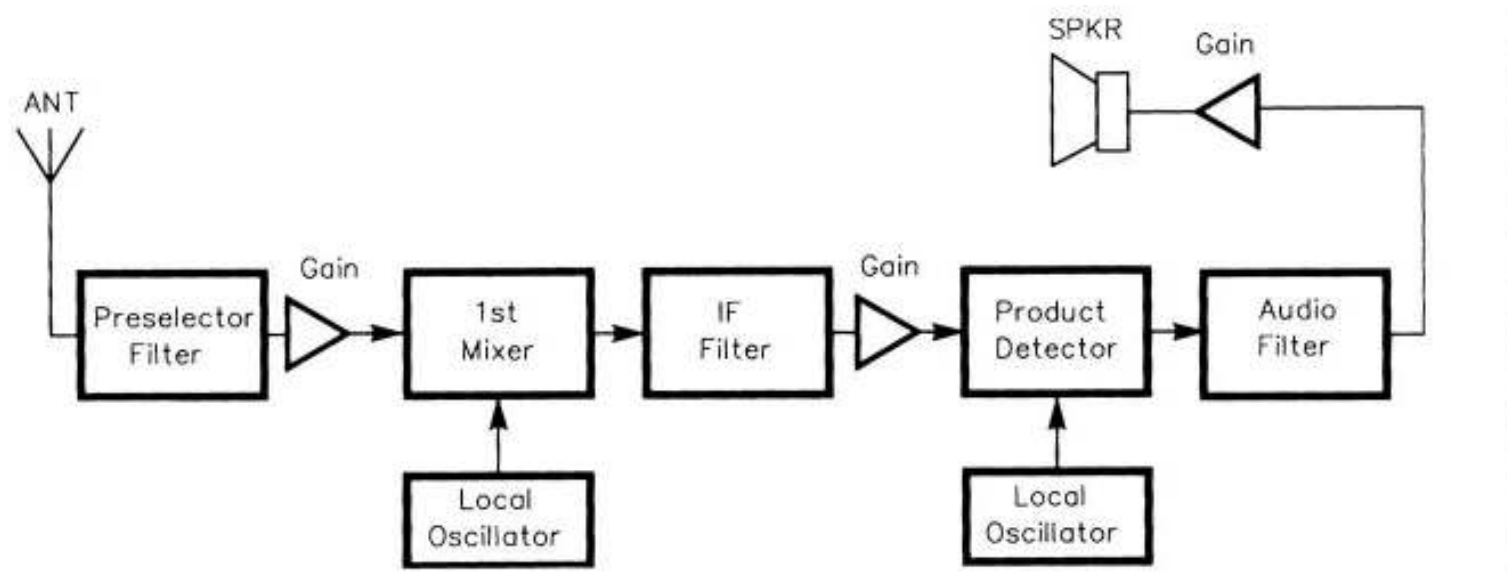 SPKR
Gain
ANT
Gain
Gain
Preselector
Filter
1st
Mixer
IF
Filter
Product
Detector
Audio
Filter
Local
Oscillator
Local
Oscillator